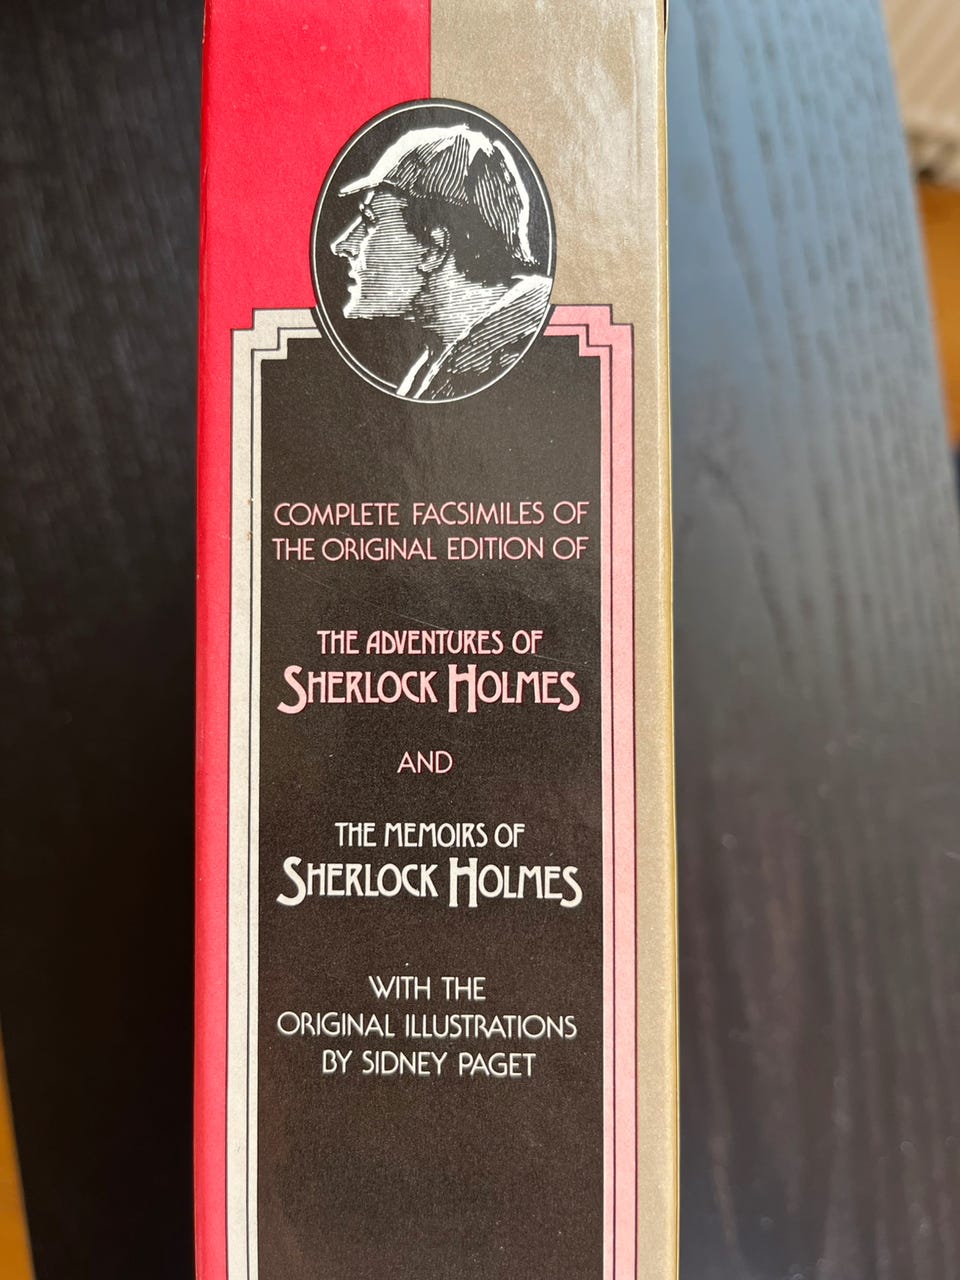 COMPLETE FACSIMILES OF
THE ORIGINAL EDITION OF
THE ADVENTURES OF
SHERLOCK HOLMES
AND
THE MEMOIRS OF
SHERLOCK HOLMES
WITH THE
ORIGINAL ILLUSTRATIONS
BY SIDNEY PAGET